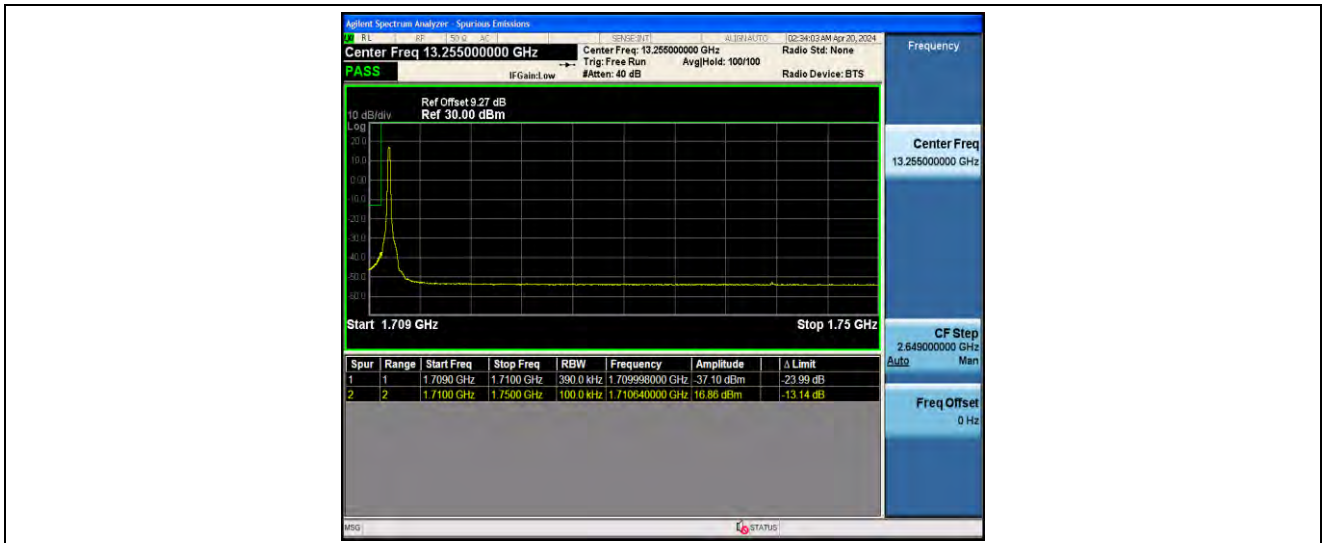 Agilent Spectrum Analyzer - Spurious Emissions
RL RF 50 Ω AC SENSE:INT ALIGN AUTO 02:34:03 AM Apr 20, 2024
Center Freq 13.255000000 GHz
Center Freq: 13.255000000 GHz
Radio Std: None
Trig: Free Run Avg|Hold: 100/100
PASS
IFGain:Low
#Atten: 40 dB
Radio Device: BTS
Ref Offset 9.27 dB
10 dB/div Ref 30.00 dBm
Log
20.0
10.0
0.00
-10.0
-20.0
-30.0
-40.0
-50.0
-60.0
Start 1.709 GHz Stop 1.75 GHz
Spur Range Start Freq Stop Freq RBW Frequency Amplitude Δ Limit
1 1 1.7090 GHz 1.7100 GHz 390.0 kHz 1.709998000 GHz -37.10 dBm -23.99 dB
2 2 1.7100 GHz 1.7500 GHz 100.0 kHz 1.710640000 GHz 16.86 dBm -13.14 dB
Frequency
Center Freq
13.255000000 GHz
CF Step
2.649000000 GHz
Auto Man
Freq Offset
0 Hz
MSG STATUS